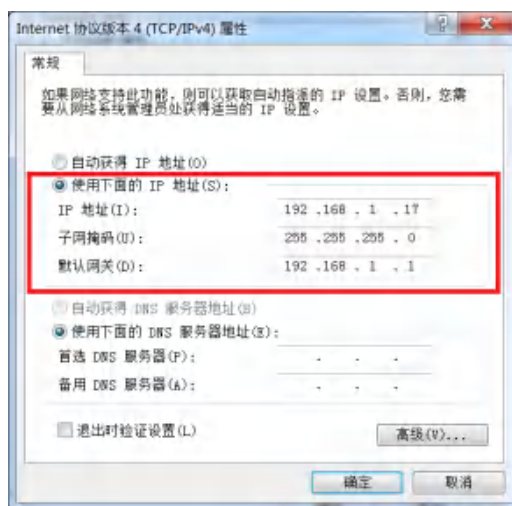 Internet 协议版本 4 (TCP/IPv4) 属性
常规
如果网络支持此功能，则可以获取自动指派的 IP 设置。否则，您需
要从网络系统管理员处获得适当的 IP 设置。
自动获得 IP 地址(O)
使用下面的 IP 地址(S):
IP 地址(I): 192 .168 . 1 . 17
子网掩码(U): 255 .255 .255 . 0
默认网关(D): 192 .168 . 1 . 1
自动获得 DNS 服务器地址(B)
使用下面的 DNS 服务器地址(E):
首选 DNS 服务器(P): . . .
备用 DNS 服务器(A): . . .
退出时验证设置(L)
高级(V)...
确定 取消